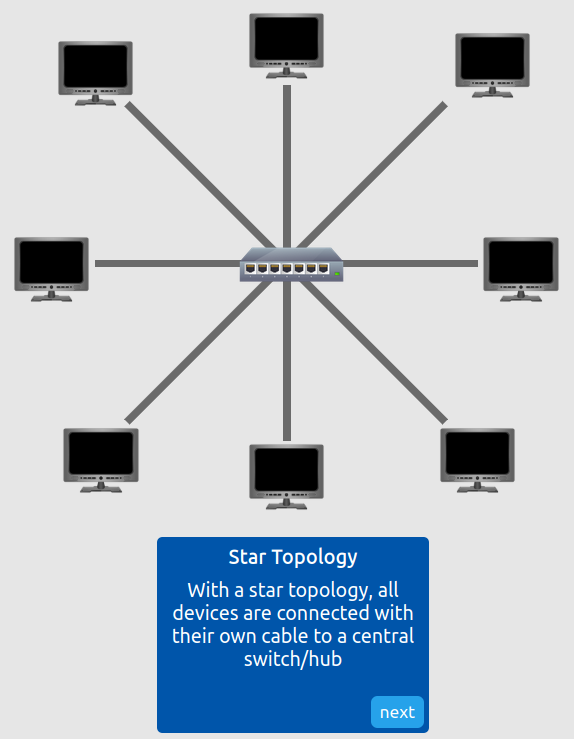 Star Topology
With a star topology, all
devices are connected with
their own cable to a central
switch/hub
next